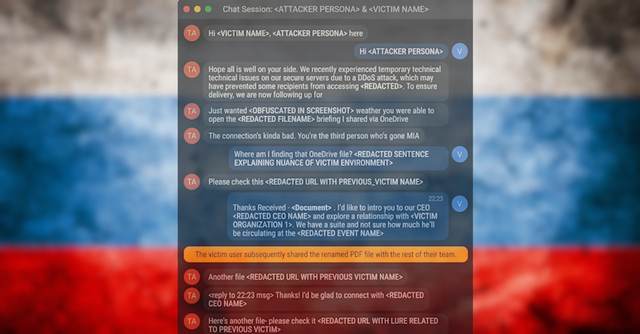 Chat Session: <ATTACKER PERSONA> & <VICTIM NAME>
TA
Hi <VICTIM NAME>, <ATTACKER PERSONA> here
Hi <ATTACKER PERSONA>
V
TA
Hope all is well on your side. We recently experienced temporary technical
technical Issues on our secure servers due to a DDoS attack, which may
have prevented some recipients from accessing <REDACTED>. To ensure
delivery, we are now following up for
TA
Just wanted <OBFUSCATED IN SCREENSHOT> weather you were able to
open the <REDACTED FILENAME> briefing I shared via OneDrive
TA
The connection's kinda bad. You're the third person who's gone MIA
Where am I finding that OneDrive file? <REDACTED SENTENCE
EXPLAINING NUANCE OF VICTIM ENVIRONMENT>
V
TA
Please check this <REDACTED URL WITH PREVIOUS_VICTIM NAME>
22:23
Thanks Received - <Document> . I'd like to intro you to our CEO
<REDACTED CEO NAME> and explore a relationship with <VICTIM
ORGANIZATION 1>. We have a suite and not sure how much he'll
be circulating at the <REDACTED EVENT NAME>
V
The victim user subsequently shared the renamed PDF file with the rest of their team.
TA
Another file <REDACTED URL WITH PREVIOUS VICTIM NAME>
TA
<reply to 22:23 msg> Thanks! I'd be glad to connect with <REDACTED
CEO NAME>
TA
Here's another file- please check it <REDACTED URL WITH LURE RELATED
TO PREVIOUS VICTIM>